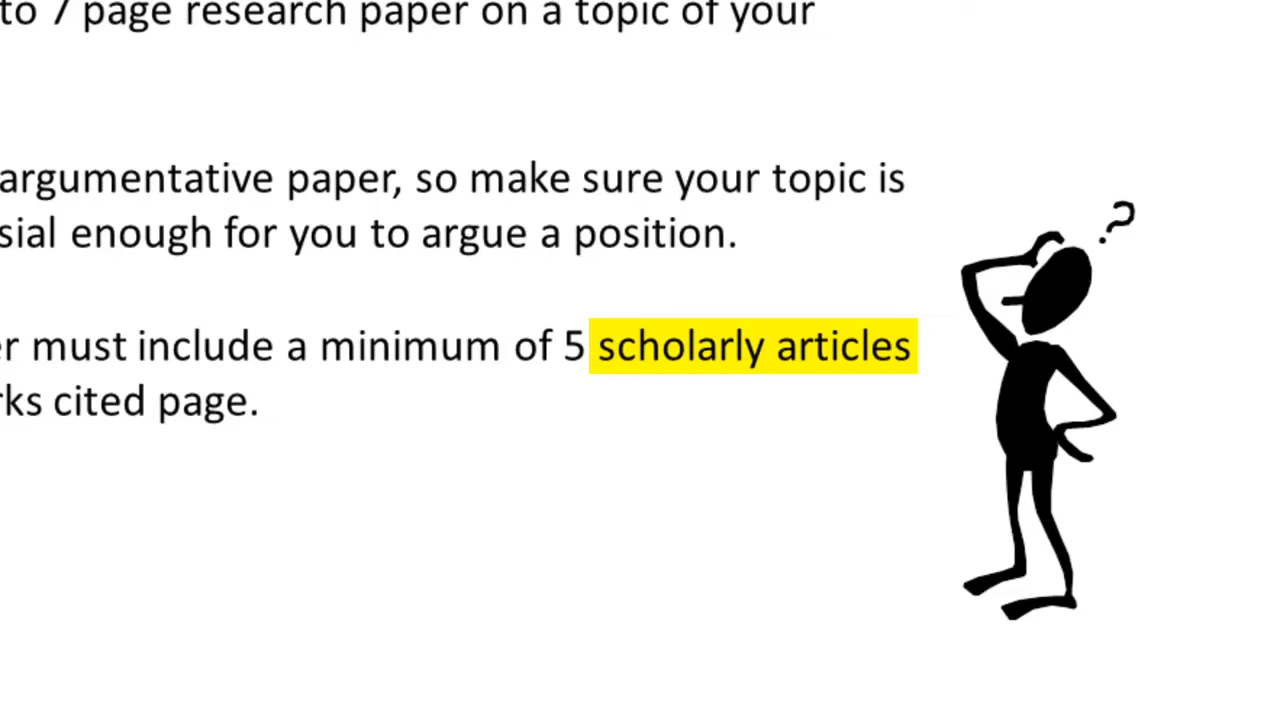 to 7 page research paper on a topic of your
argumentative paper, so make sure your topic is
sial enough for you to argue a position.
er must include a minimum of 5 scholarly articles
rks cited page.
?